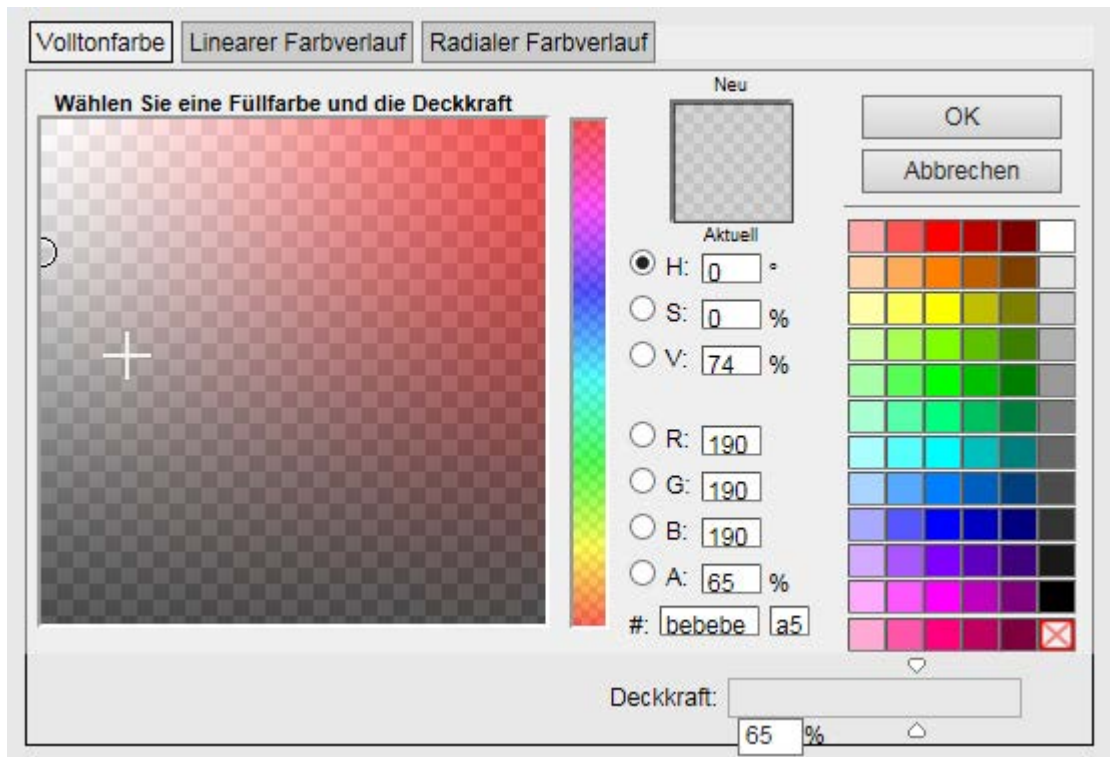 Volltonfarbe Linearer Farbverlauf Radialer Farbverlauf
Wählen Sie eine Füllfarbe und die Deckkraft
Neu
Aktuell
OK
Abbrechen
H: 0 °
S: 0 %
V: 74 %
R: 190
G: 190
B: 190
A: 65 %
#: bebebe a5
Deckkraft:
65 %